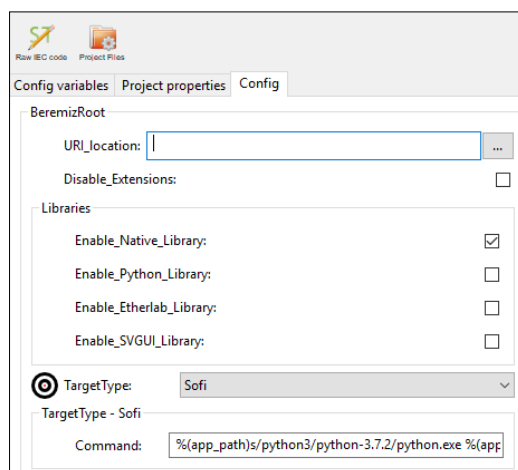 Raw IEC code Project Files
Config variables Project properties Config
BeremizRoot
URI_location: ...
Disable_Extensions:
Libraries
Enable_Native_Library:
Enable_Python_Library:
Enable_Etherlab_Library:
Enable_SVGUI_Library:
TargetType: Sofi
TargetType - Sofi
Command: %(app_path)s/python3/python-3.7.2/python.exe %(app